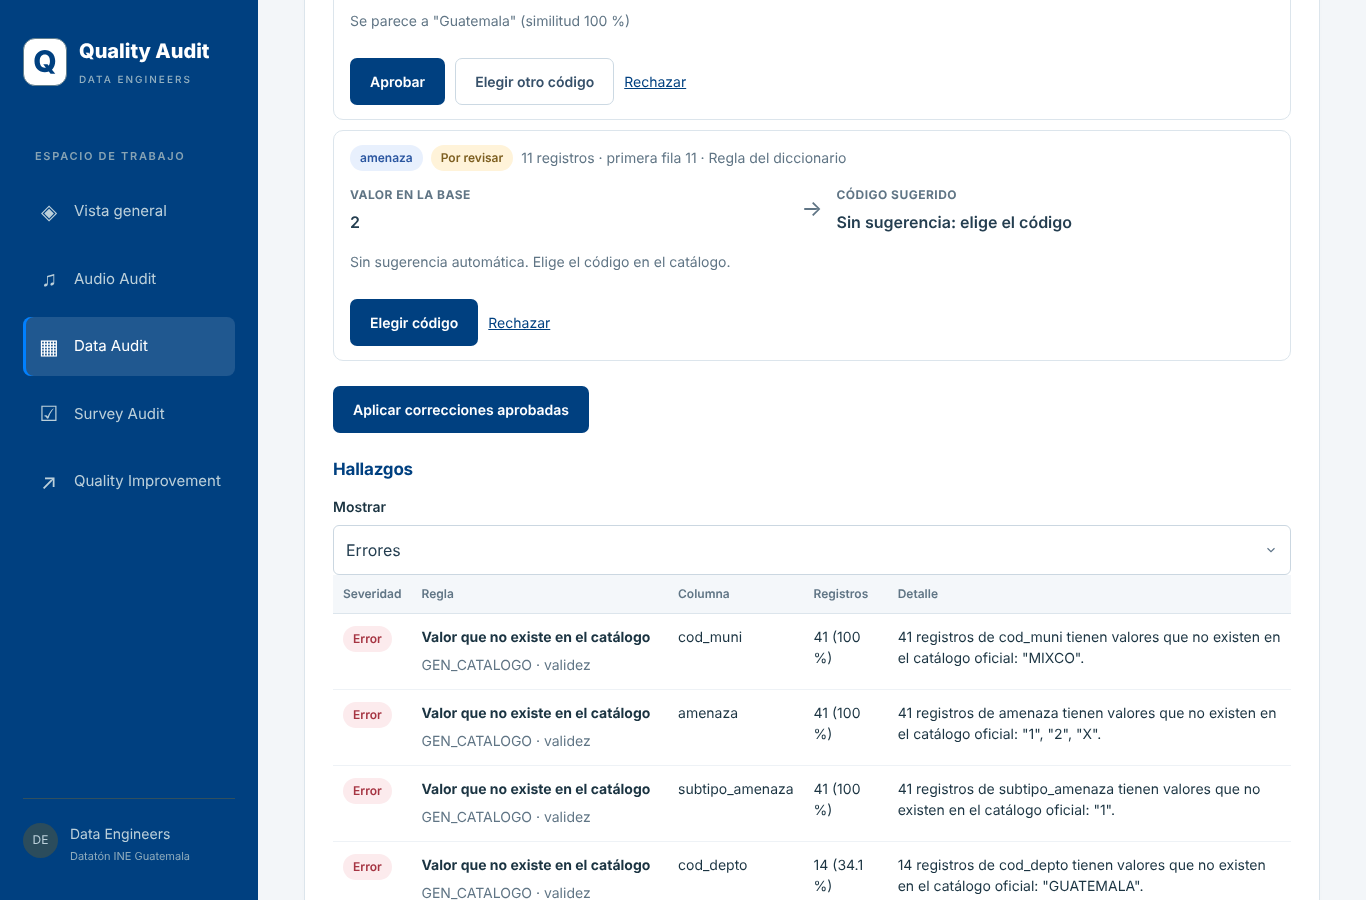 Quality Audit
DATA ENGINEERS
ESPACIO DE TRABAJO
Vista general
Audio Audit
Data Audit
Survey Audit
Quality Improvement
DE
Data Engineers
Datatón INE Guatemala
Se parece a "Guatemala" (similitud 100 %)
Aprobar
Elegir otro código
Rechazar
amenaza
Por revisar
11 registros · primera fila 11 · Regla del diccionario
VALOR EN LA BASE
2
→
CÓDIGO SUGERIDO
Sin sugerencia: elige el código
Sin sugerencia automática. Elige el código en el catálogo.
Elegir código
Rechazar
Aplicar correcciones aprobadas
Hallazgos
Mostrar
Errores
Severidad Regla Columna Registros Detalle
Error
Valor que no existe en el catálogo
GEN_CATALOGO · validez
cod_muni
41 (100
%)
41 registros de cod_muni tienen valores que no existen en
el catálogo oficial: "MIXCO".
Error
Valor que no existe en el catálogo
GEN_CATALOGO · validez
amenaza
41 (100
%)
41 registros de amenaza tienen valores que no existen en
el catálogo oficial: "1", "2", "X".
Error
Valor que no existe en el catálogo
GEN_CATALOGO · validez
subtipo_amenaza
41 (100
%)
41 registros de subtipo_amenaza tienen valores que no
existen en el catálogo oficial: "1".
Error
Valor que no existe en el catálogo
GEN_CATALOGO · validez
cod_depto
14 (34.1
%)
14 registros de cod_depto tienen valores que no existen
en el catálogo oficial: "GUATEMALA".